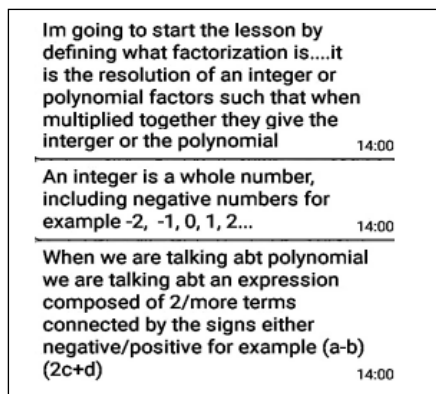 Im going to start the lesson by
defining what factorization is....it
is the resolution of an integer or
polynomial factors such that when
multiplied together they give the
interger or the polynomial 14:00
An integer is a whole number,
including negative numbers for
example -2, -1, 0, 1, 2... 14:00
When we are talking abt polynomial
we are talking abt an expression
composed of 2/more terms
connected by the signs either
negative/positive for example (a-b)
(2c+d) 14:00